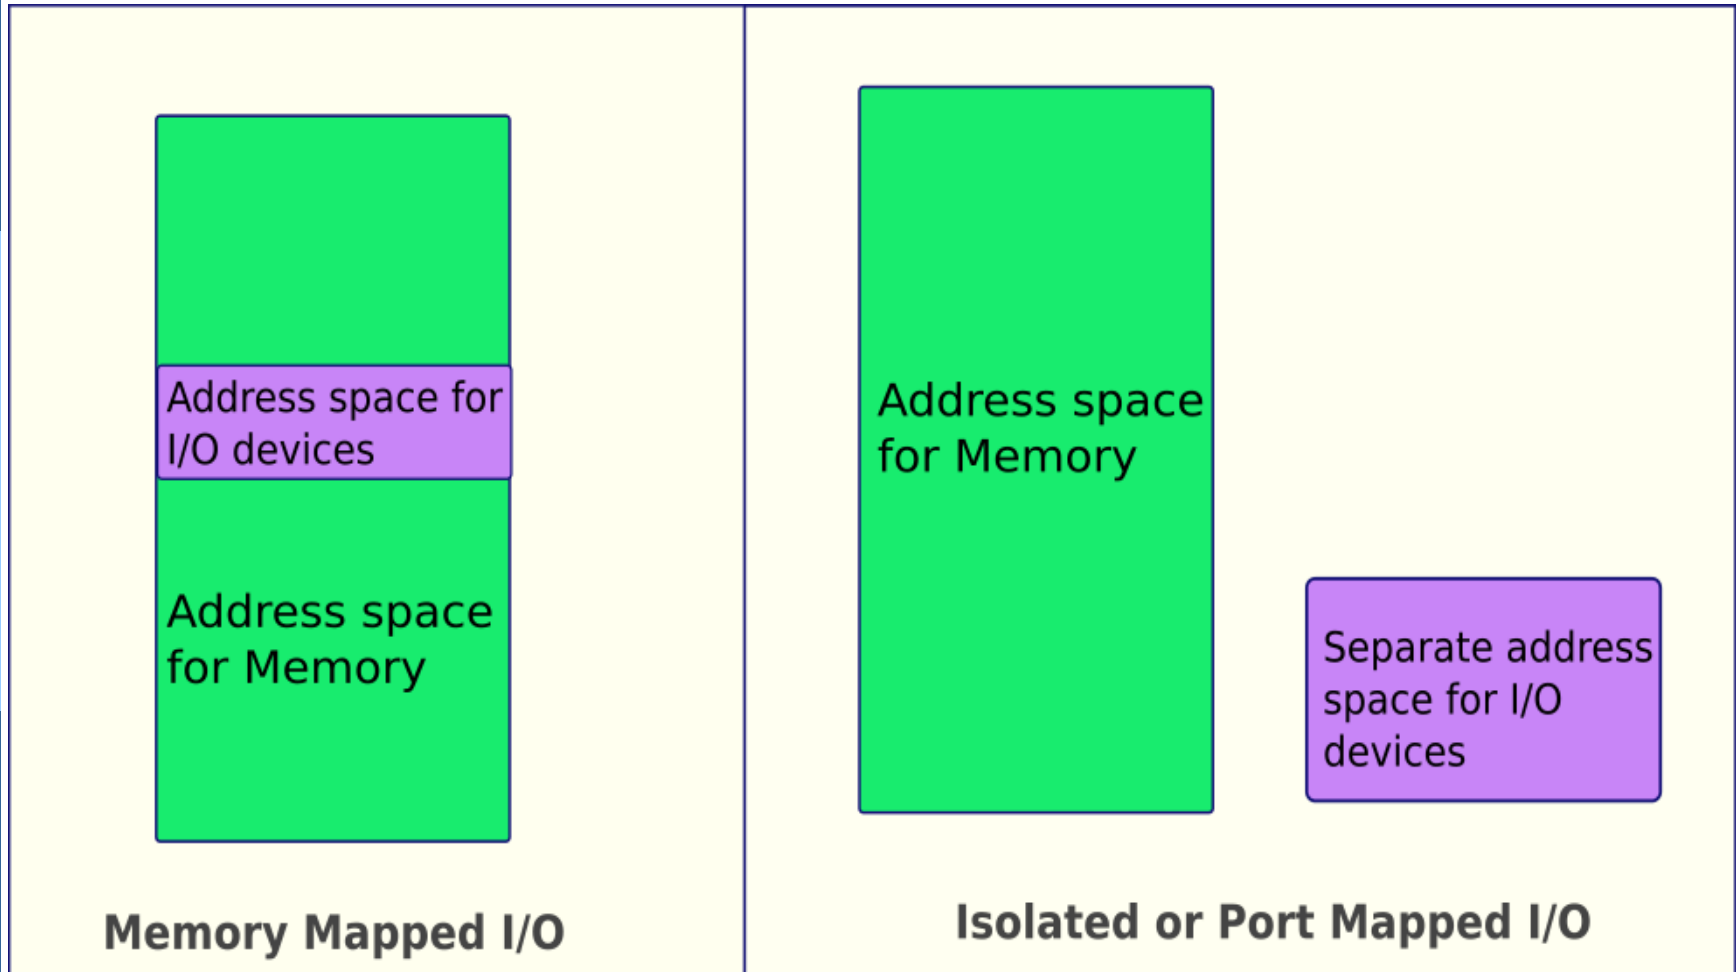 Address space for
I/O devices
Address space
for Memory
Memory Mapped I/O
Address space
for Memory
Separate address
space for I/O
devices
Isolated or Port Mapped I/O